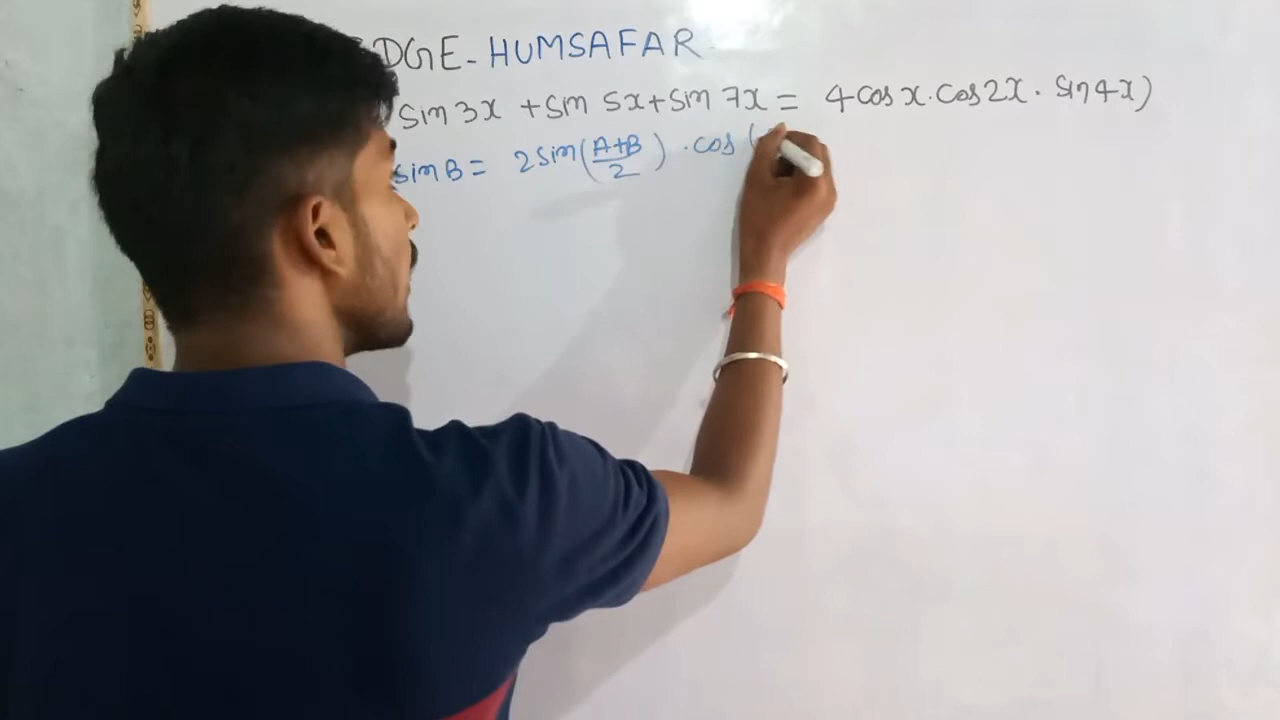 DGE - HUMSAFAR
Sin 3x + Sin 5x + Sin 7x = 4 Cos x . Cos 2x . Sin 4x)
Sin B = 2 Sin (A+B/2) . cos (